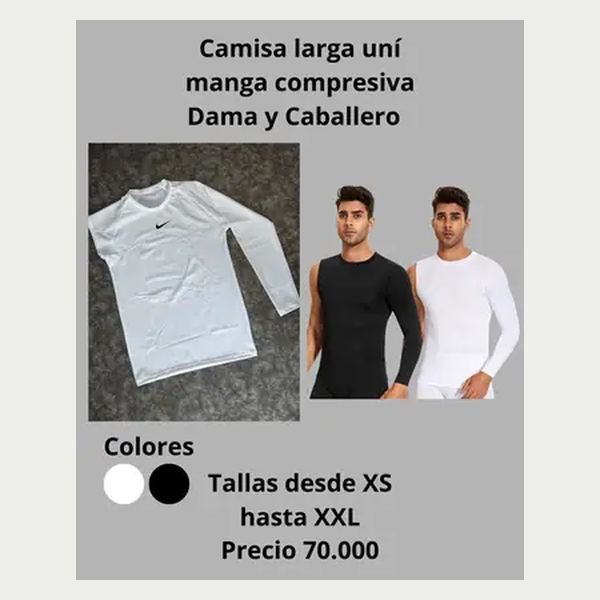 Camisa larga uní
manga compresiva
Dama y Caballero
Colores
Tallas desde XS
hasta XXL
Precio 70.000